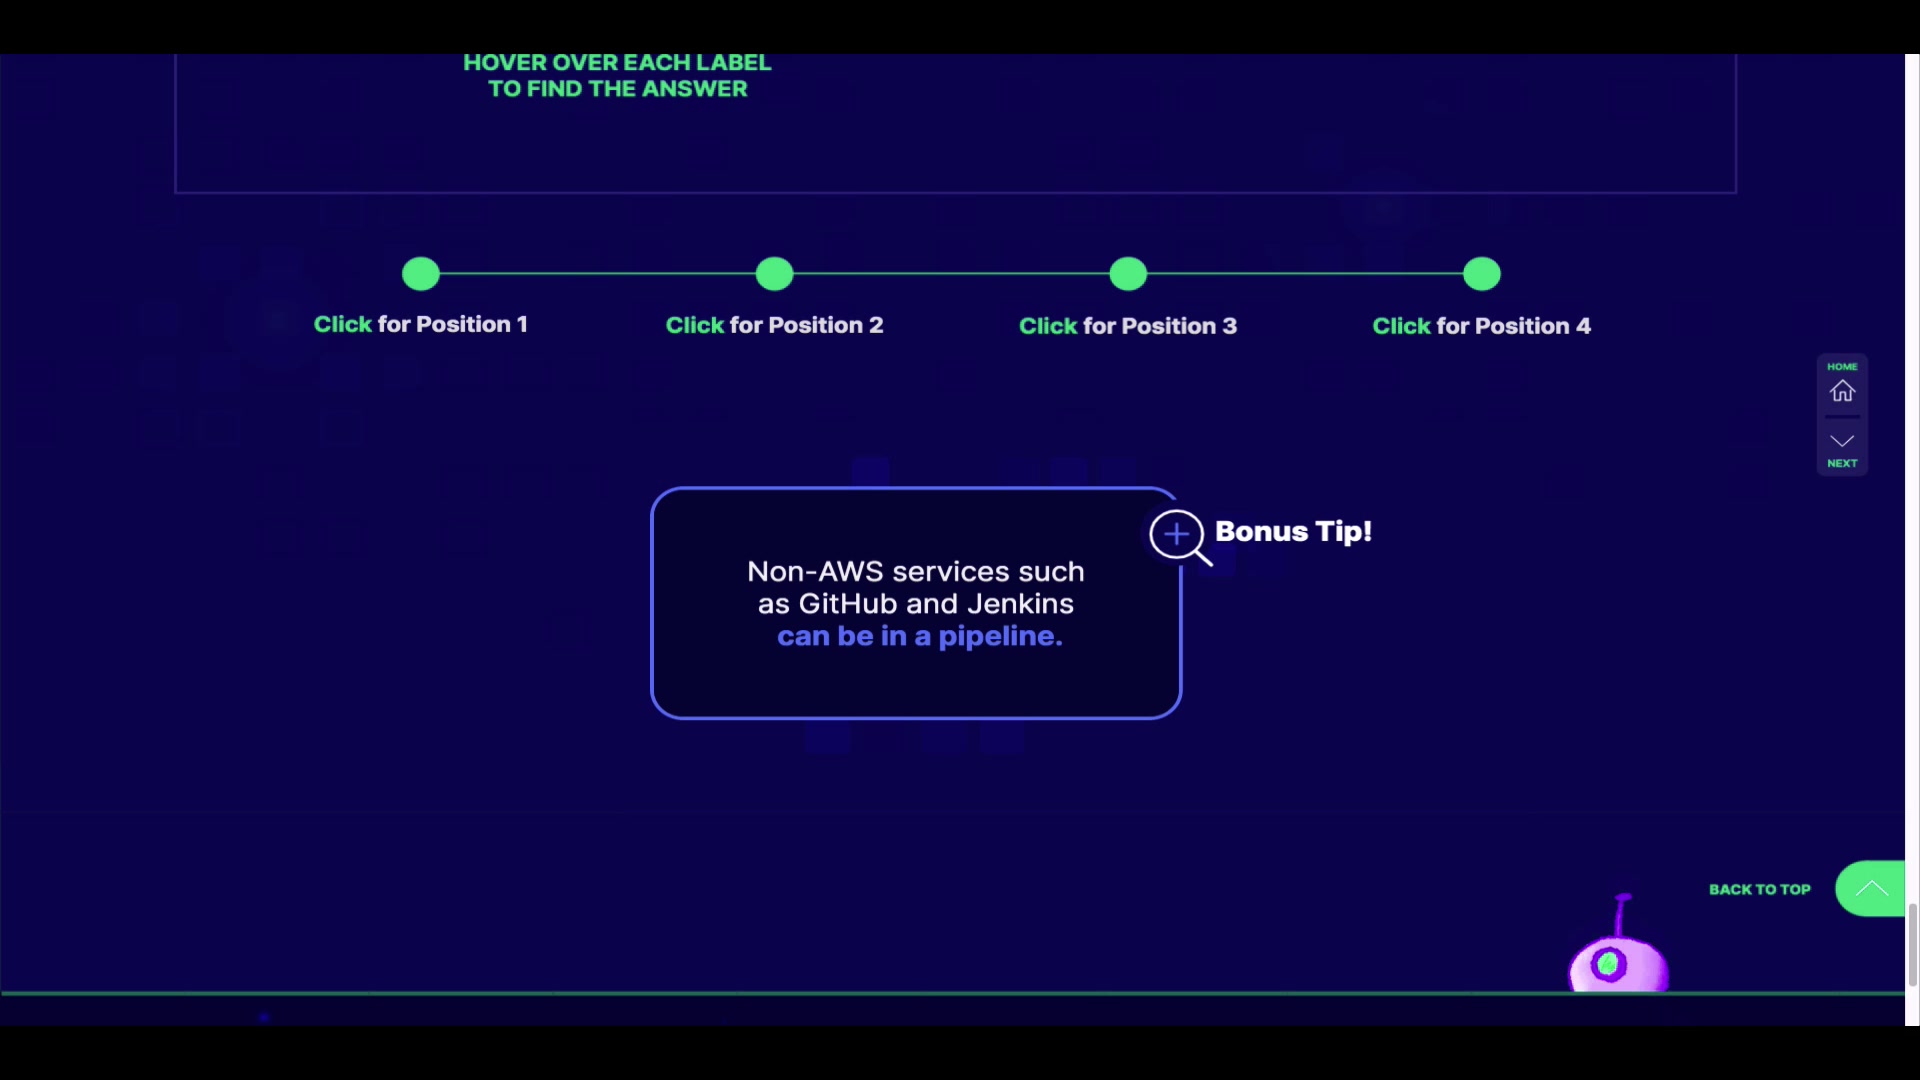 HOVER OVER EACH LABEL
TO FIND THE ANSWER
Click for Position 1
Click for Position 2
Click for Position 3
Click for Position 4
HOME
NEXT
Bonus Tip!
Non-AWS services such
as GitHub and Jenkins
can be in a pipeline.
BACK TO TOP